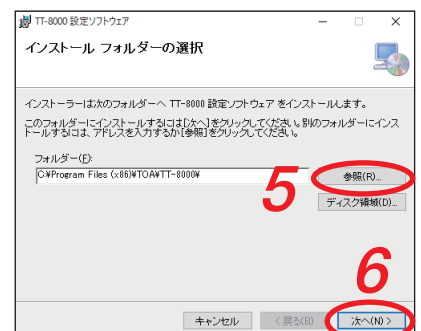 TT-8000 設定ソフトウェア
インストール フォルダーの選択
インストーラーは次のフォルダーへ TT-8000 設定ソフトウェア をインストールします。
このフォルダーにインストールするには[次へ]をクリックしてください。別のフォルダーにインス
トールするには、アドレスを入力するか[参照]をクリックしてください。
フォルダー(F):
C:¥Program Files (x86)¥TOA¥TT-8000¥
5
参照(R)...
ディスク領域(D)...
6
キャンセル
< 戻る(B)
次へ(N) >